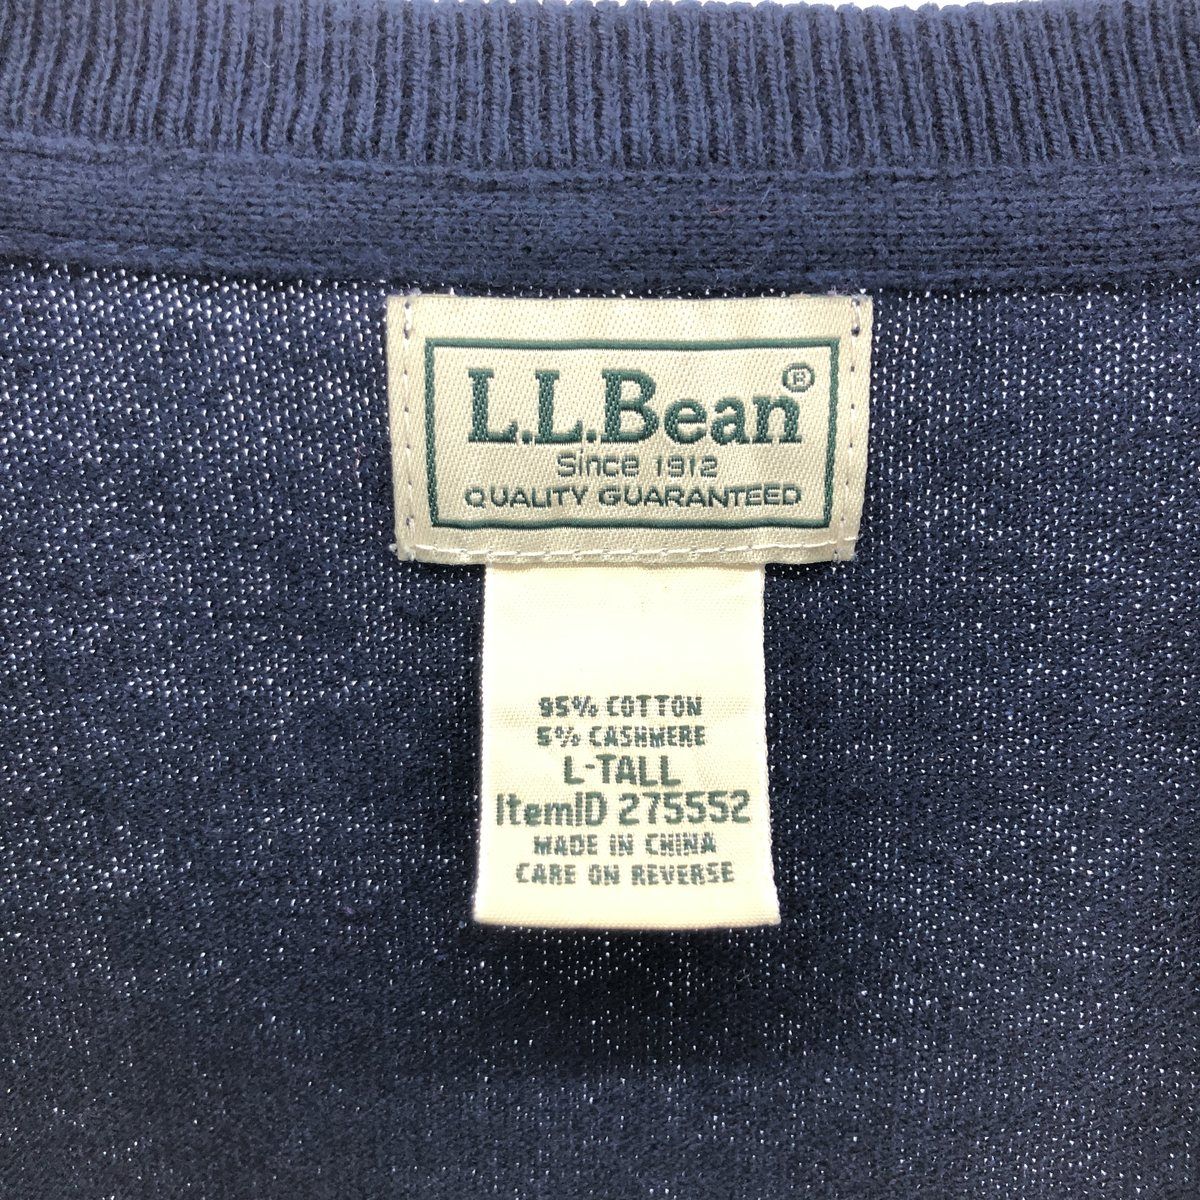 L.L.Bean®
Since 1912
QUALITY GUARANTEED
95% COTTON
5% CASHMERE
L-TALL
ItemID 275552
MADE IN CHINA
CARE ON REVERSE